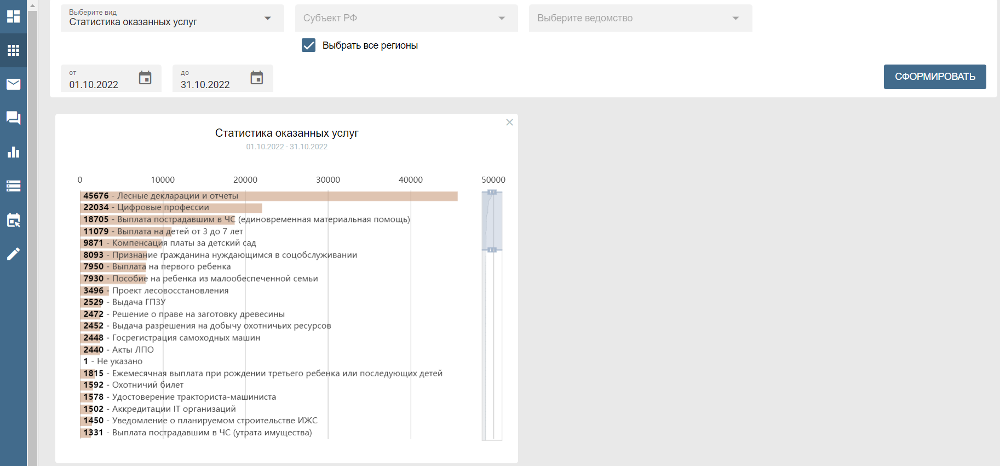 Выберите вид
Статистика оказанных услуг
Субъект РФ
Выберите ведомство
Выбрать все регионы
от
01.10.2022
до
31.10.2022
СФОРМИРОВАТЬ
Статистика оказанных услуг
01.10.2022 - 31.10.2022
0 10000 20000 30000 40000 50000
45676 - Лесные декларации и отчеты
22034 - Цифровые профессии
18705 - Выплата пострадавшим в ЧС (единовременная материальная помощь)
11079 - Выплата на детей от 3 до 7 лет
9871 - Компенсация платы за детский сад
8093 - Признание гражданина нуждающимся в соцобслуживании
7950 - Выплата на первого ребенка
7930 - Пособие на ребенка из малообеспеченной семьи
3496 - Проект лесовосстановления
2529 - Выдача ГПЗУ
2472 - Решение о праве на заготовку древесины
2452 - Выдача разрешения на добычу охотничьих ресурсов
2448 - Госрегистрация самоходных машин
2440 - Акты ЛПО
1 - Не указано
1815 - Ежемесячная выплата при рождении третьего ребенка или последующих детей
1592 - Охотничий билет
1578 - Удостоверение тракториста-машиниста
1502 - Аккредитации IT организаций
1450 - Уведомление о планируемом строительстве ИЖС
1331 - Выплата пострадавшим в ЧС (утрата имущества)